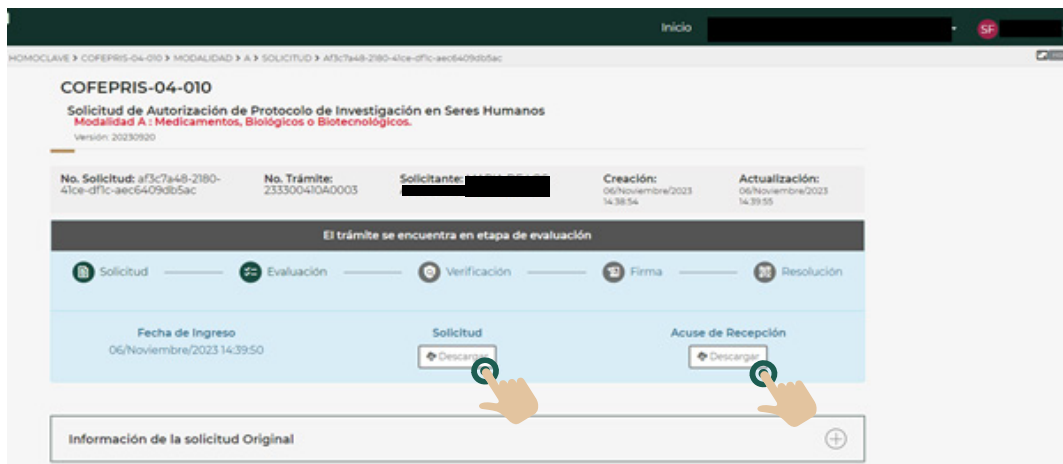 Inicio
SF
HOMOCLAVE > COFEPRIS-04-010 > MODALIDAD > A > SOLICITUD > Af3c7a48-2180-41ce-df1c-aec6409db5ac
COFEPRIS-04-010
Solicitud de Autorización de Protocolo de Investigación en Seres Humanos
Modalidad A : Medicamentos, Biológicos o Biotecnológicos.
Versión: 20230920
No. Solicitud: af3c7a48-2180-
41ce-df1c-aec6409db5ac
No. Trámite:
233300410A0003
Solicitante:
Creación:
06/Noviembre/2023
14:38:54
Actualización:
06/Noviembre/2023
14:39:55
El trámite se encuentra en etapa de evaluación
Solicitud
Evaluación
Verificación
Firma
Resolución
Fecha de Ingreso
06/Noviembre/2023 14:39:50
Solicitud
Descargar
Acuse de Recepción
Descargar
Información de la solicitud Original